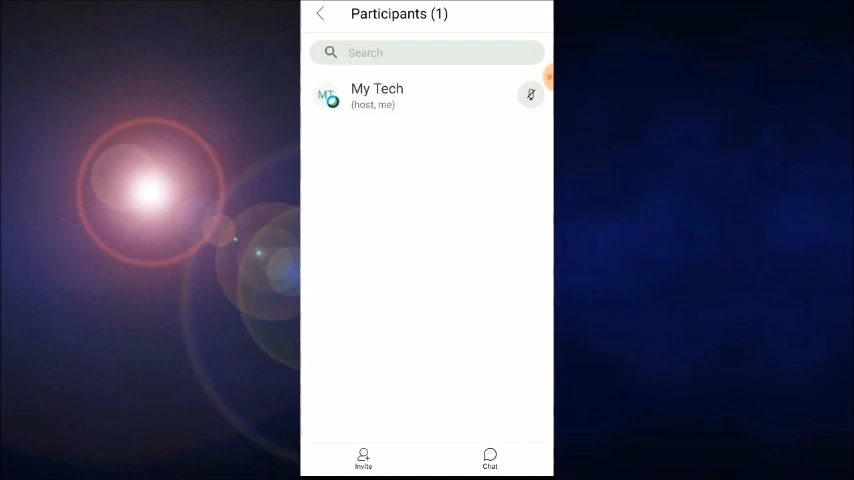 Participants (1)
Search
MT
My Tech
(host, me)
Invite
Chat